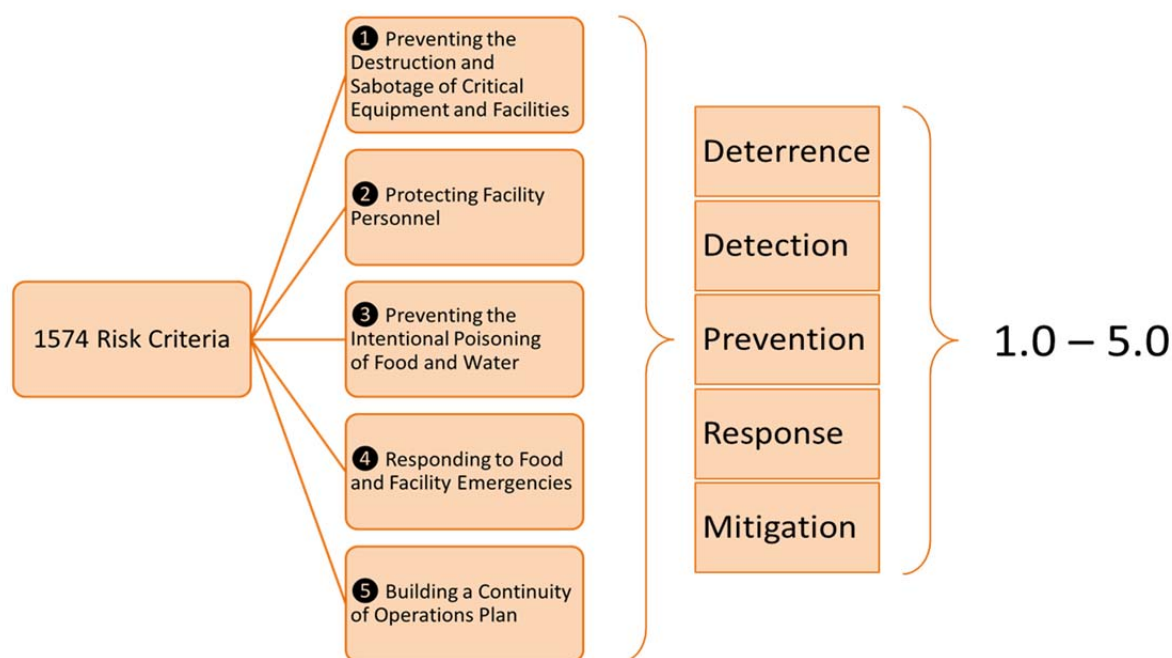 1574 Risk Criteria
❶ Preventing the
Destruction and
Sabotage of Critical
Equipment and Facilities
❷ Protecting Facility
Personnel
❸ Preventing the
Intentional Poisoning
of Food and Water
❹ Responding to Food
and Facility Emergencies
❺ Building a Continuity
of Operations Plan
Deterrence
Detection
Prevention
Response
Mitigation
1.0 – 5.0